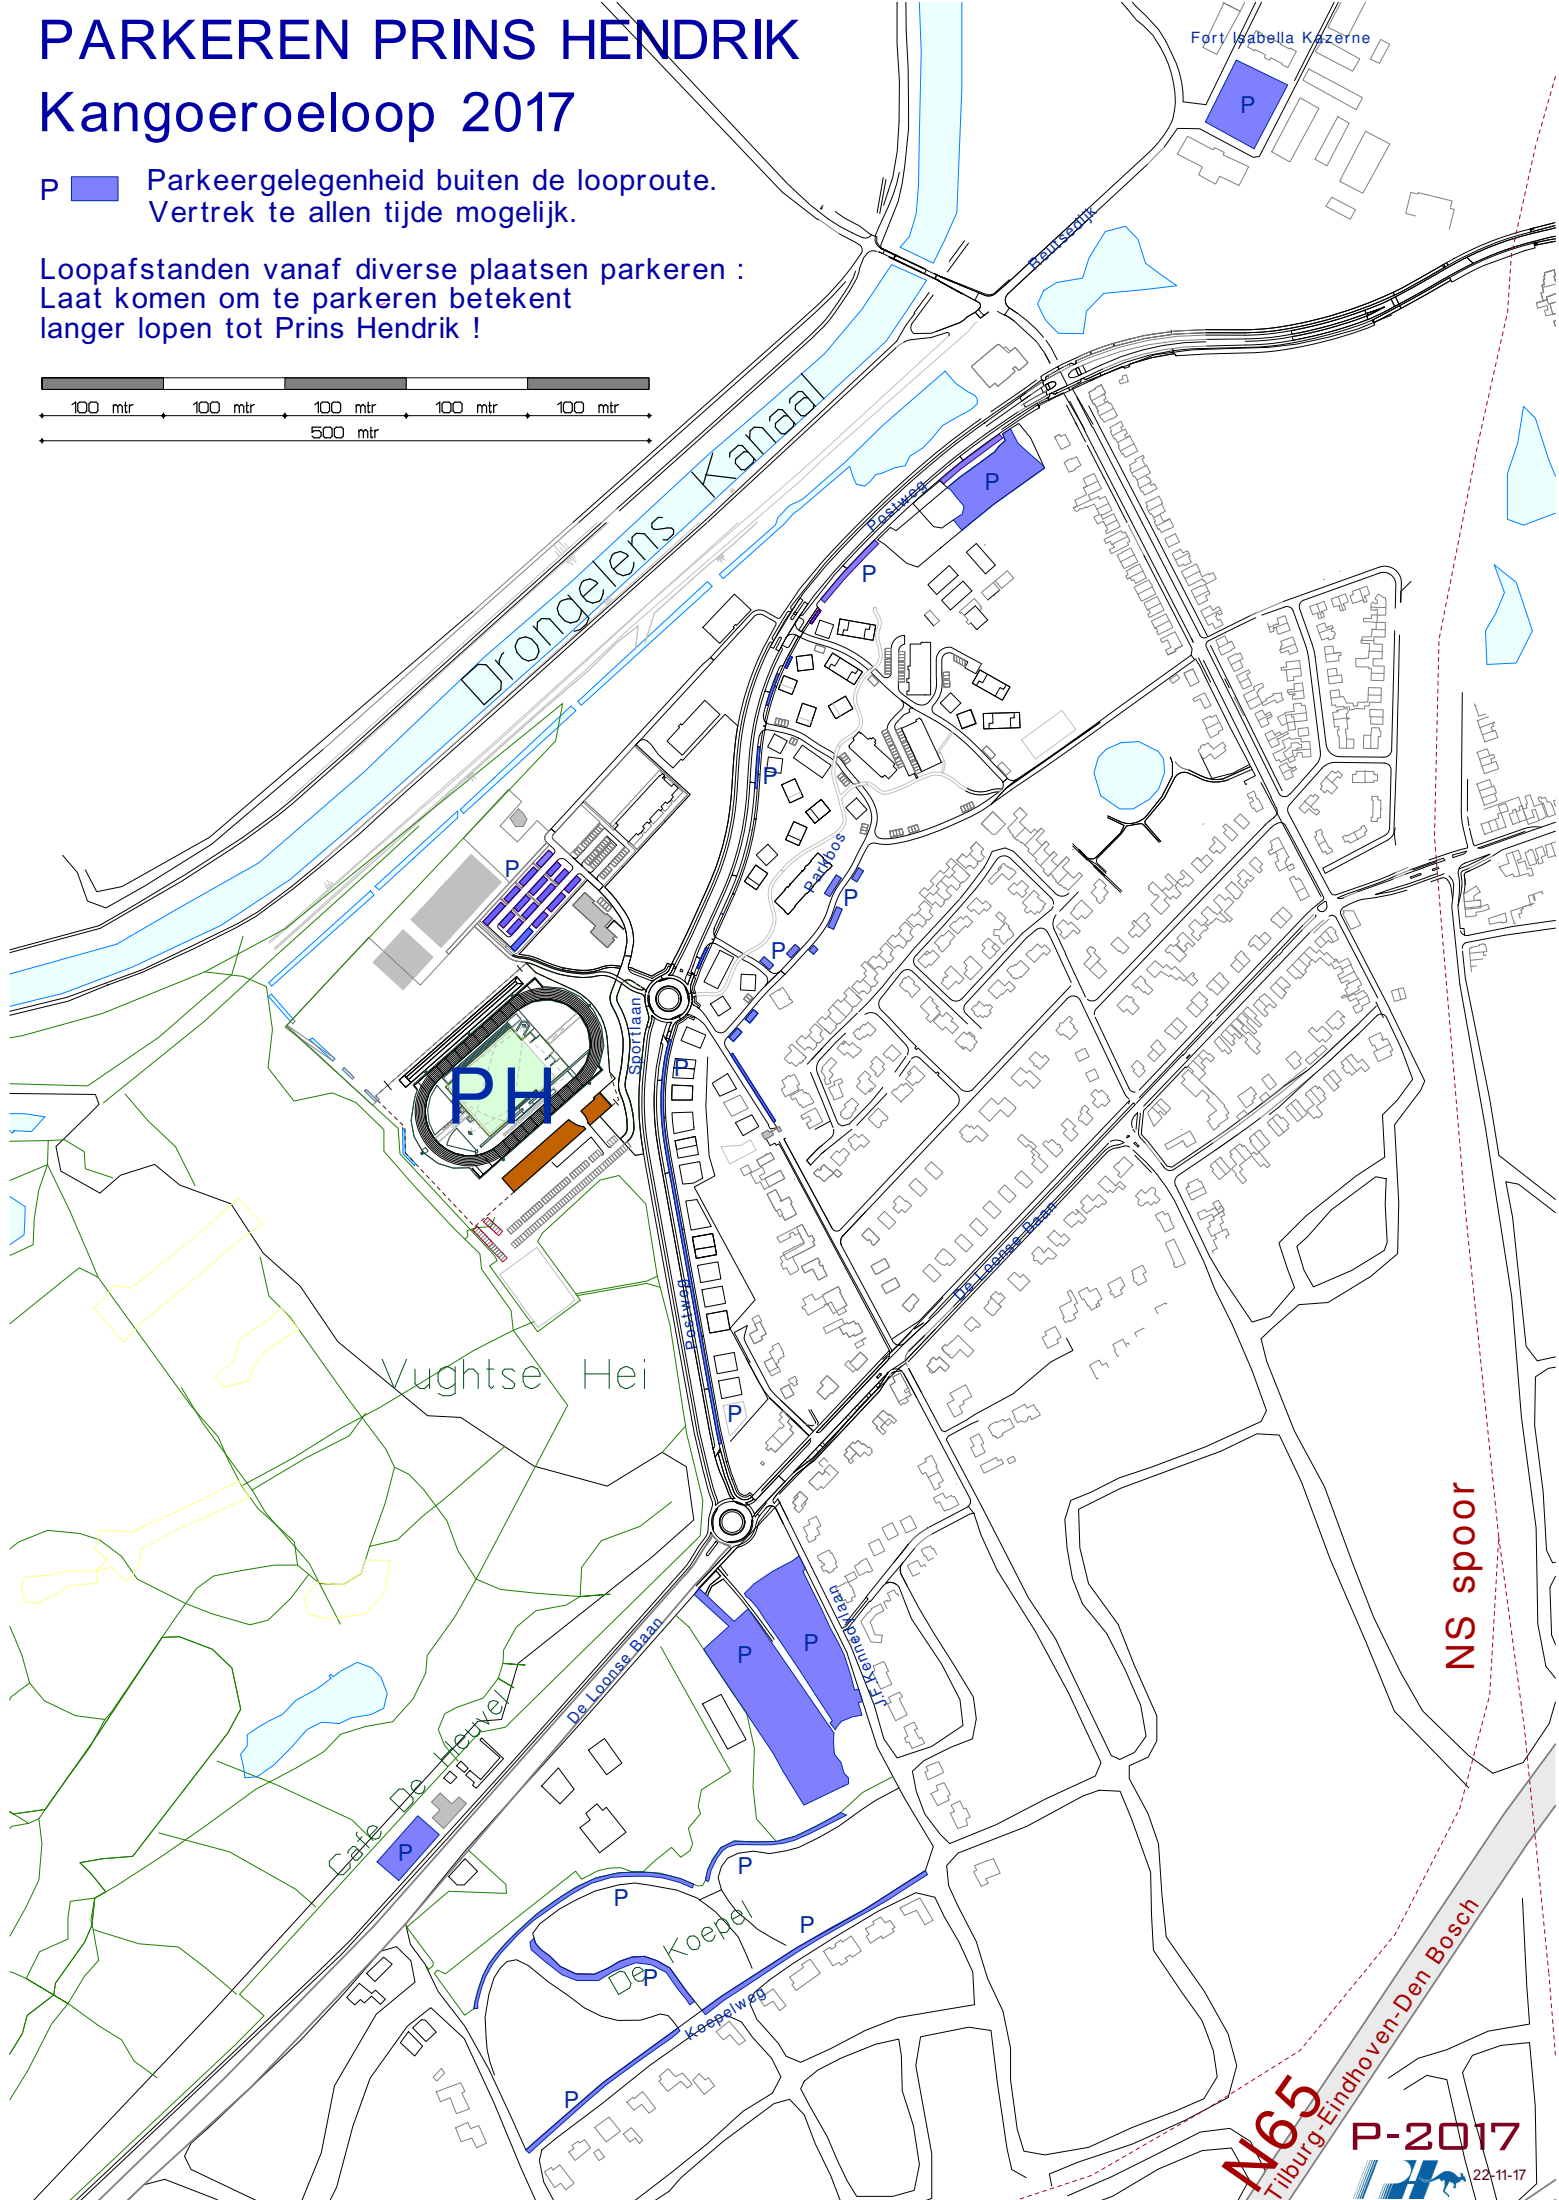 PARKEREN PRINS HENDRIK
Kangoeroeloop 2017
P Parkeergelegenheid buiten de looproute.
Vertrek te allen tijde mogelijk.
Loopafstanden vanaf diverse plaatsen parkeren :
Laat komen om te parkeren betekent
langer lopen tot Prins Hendrik !
100 mtr 100 mtr 100 mtr 100 mtr 100 mtr
500 mtr
Fort Isabella Kazerne
P
Reutsedijk
Drongelens Kanaal
Postweg
P
P
P
P
Parkbos
P
P
Sportlaan
P
PH
De Loonse Baan
Postweg
Vughtse Hei
P
NS spoor
J.F.Kennedylaan
P
P
De Loonse Baan
Cafe De Heuvel
P
P
P
P
De Koepel
P
Koepelweg
P
N65
Tilburg-Eindhoven-Den Bosch
P-2017
PH
22-11-17